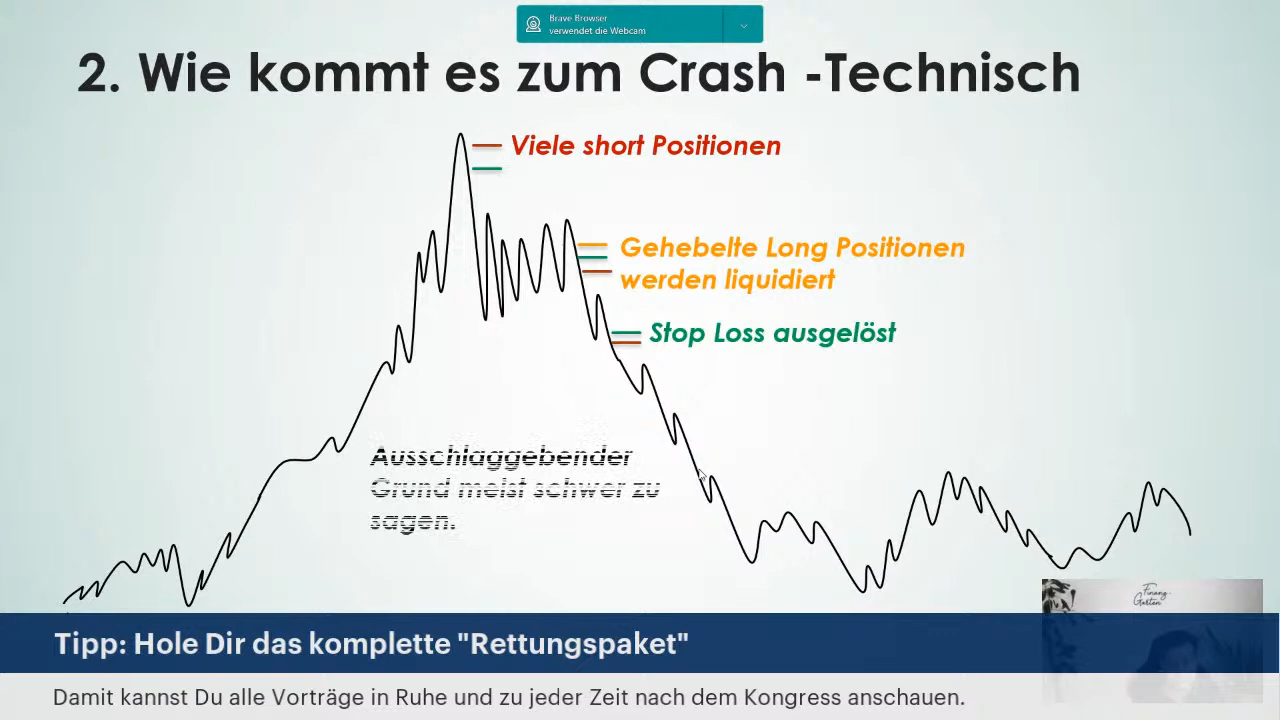 Brave Browser
verwendet die Webcam
2. Wie kommt es zum Crash -Technisch
Viele short Positionen
Gehebelte Long Positionen
werden liquidiert
Stop Loss ausgelöst
Ausschlaggebender
Grund meist schwer zu
sagen.
Finanz-
Garten
Tipp: Hole Dir das komplette "Rettungspaket"
Damit kannst Du alle Vorträge in Ruhe und zu jeder Zeit nach dem Kongress anschauen.